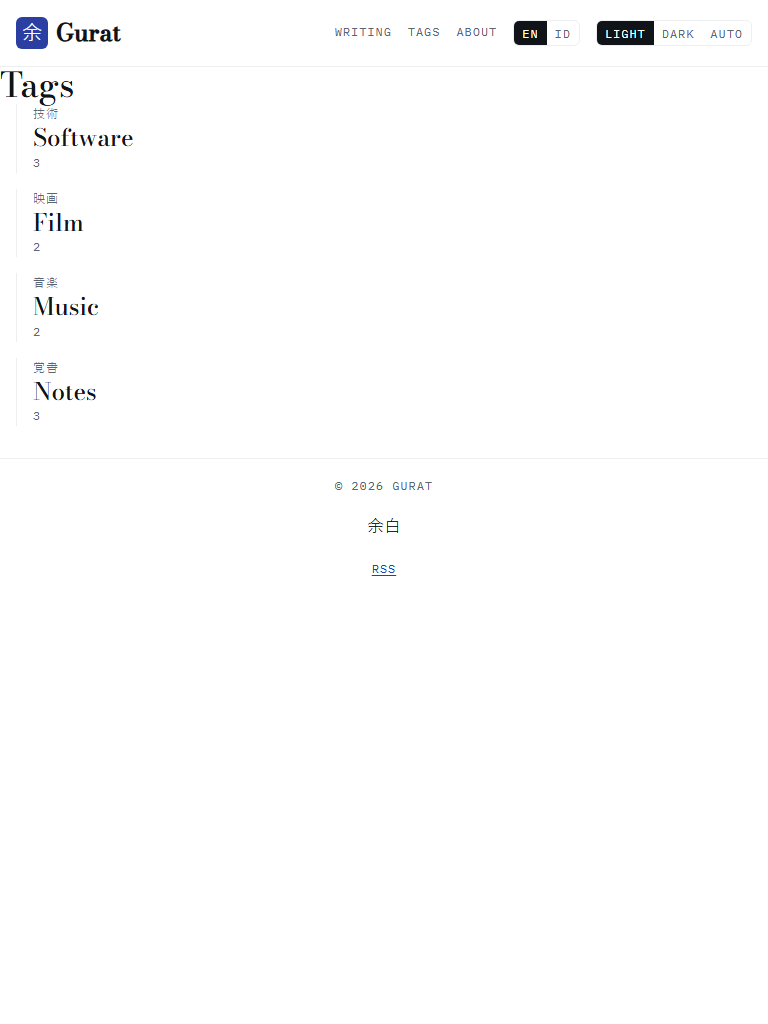 余 Gurat
WRITING TAGS ABOUT EN ID LIGHT DARK AUTO
Tags
技術
Software
3
映画
Film
2
音楽
Music
2
覚書
Notes
3
© 2026 GURAT
余白
RSS